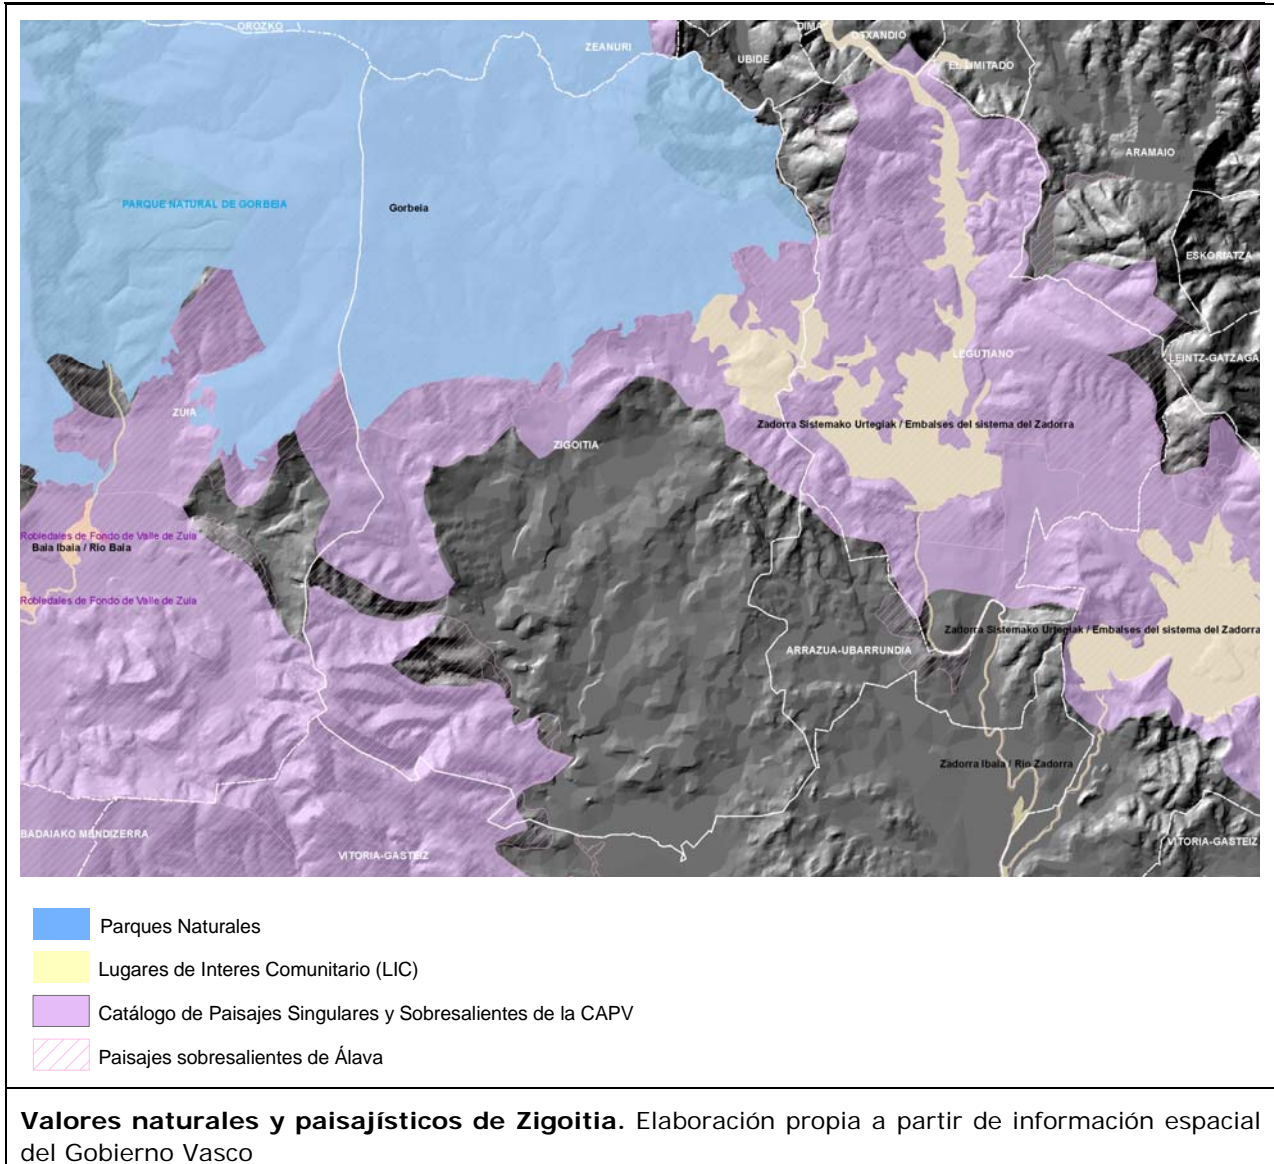 OROZKO
ZEANURI
UBIDE
DIMA
OTXANDIO
EL LIMITADO
ARAMAIO
PARQUE NATURAL DE GORBEIA
Gorbeia
ESKORIATZA
LEGUTIANO
LEINTZ-GATZAGA
ZUIA
Zadorra Sistemako Urtegiak / Embalses del sistema del Zadorra
ZIGOITIA
Robledales de Fondo de Valle de Zuia
Baia Ibaia / Río Baia
Robledales de Fondo de Valle de Zuia
Zadorra Sistemako Urtegiak / Embalses del sistema del Zadorra
ARRAZUA-UBARRUNDIA
Zadorra Ibaia / Río Zadorra
BADAIAKO MENDIZERRA
VITORIA-GASTEIZ
VITORIA-GASTEIZ
Parques Naturales
Lugares de Interes Comunitario (LIC)
Catálogo de Paisajes Singulares y Sobresalientes de la CAPV
Paisajes sobresalientes de Álava
Valores naturales y paisajísticos de Zigoitia. Elaboración propia a partir de información espacial
del Gobierno Vasco